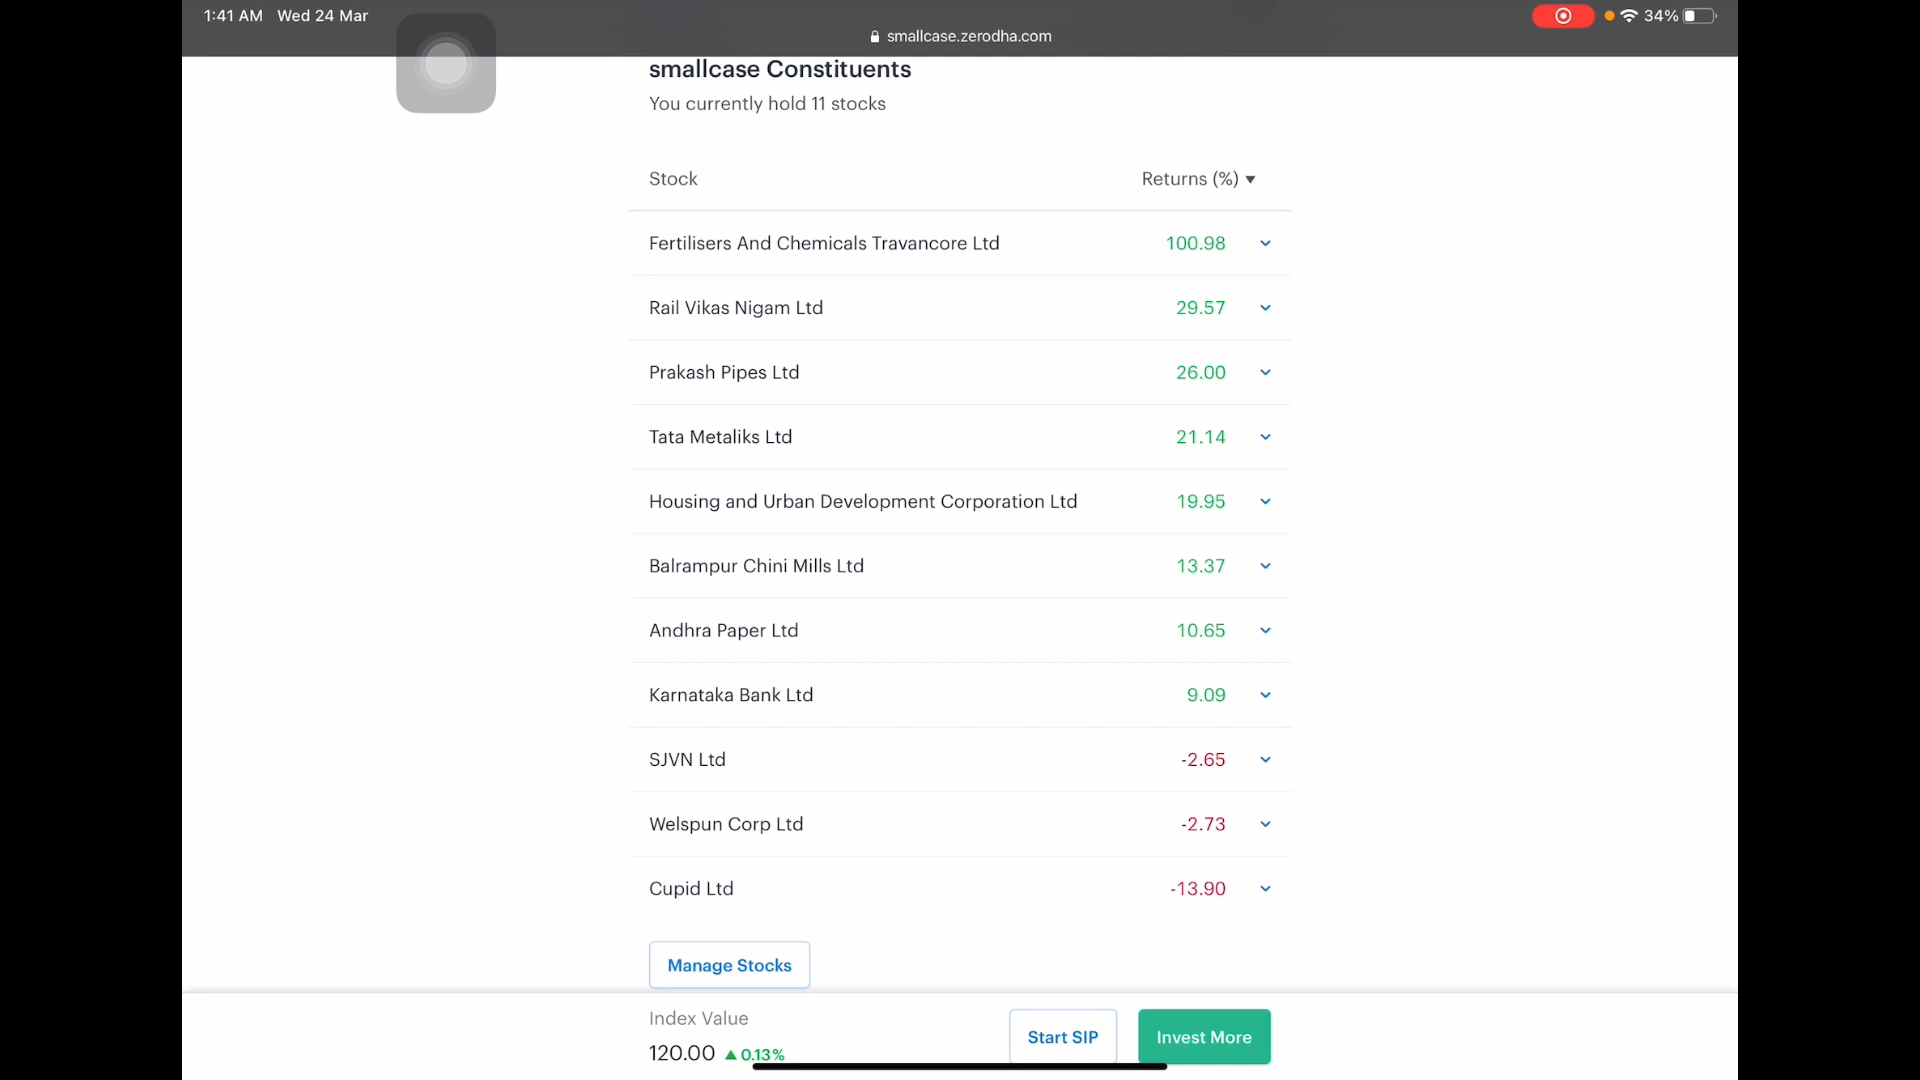 1:41 AM Wed 24 Mar 34%
smallcase.zerodha.com
smallcase Constituents
You currently hold 11 stocks
Stock Returns (%)
Fertilisers And Chemicals Travancore Ltd 100.98
Rail Vikas Nigam Ltd 29.57
Prakash Pipes Ltd 26.00
Tata Metaliks Ltd 21.14
Housing and Urban Development Corporation Ltd 19.95
Balrampur Chini Mills Ltd 13.37
Andhra Paper Ltd 10.65
Karnataka Bank Ltd 9.09
SJVN Ltd -2.65
Welspun Corp Ltd -2.73
Cupid Ltd -13.90
Manage Stocks
Index Value
120.00 0.13%
Start SIP
Invest More